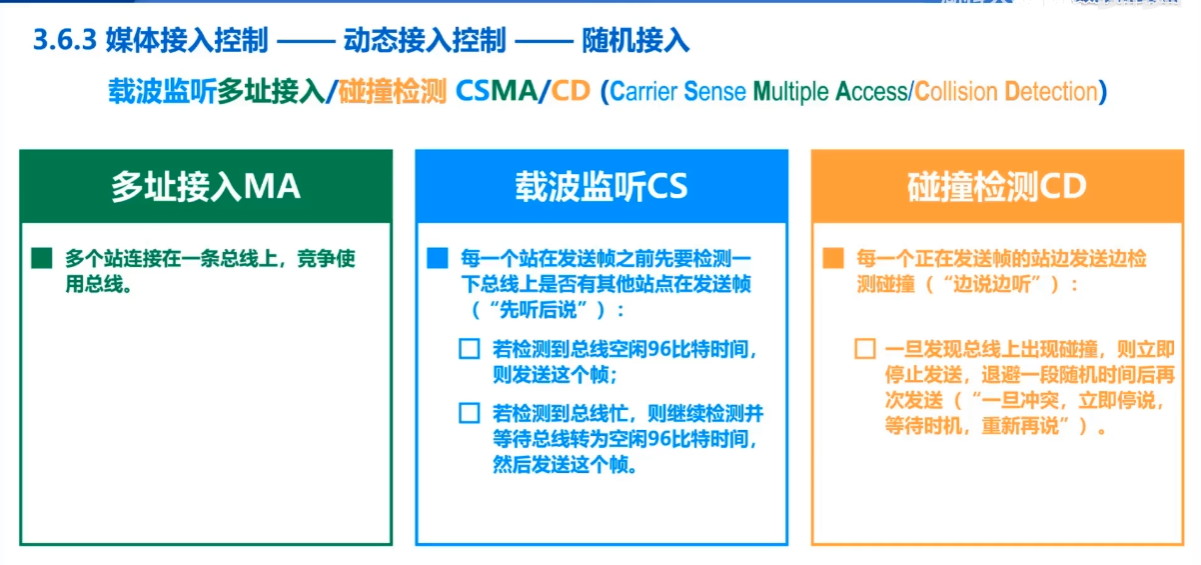 3.6.3 媒体接入控制 —— 动态接入控制 —— 随机接入
载波监听多址接入/碰撞检测 CSMA/CD (Carrier Sense Multiple Access/Collision Detection)
多址接入MA
多个站连接在一条总线上，竞争使
用总线。
载波监听CS
每一个站在发送帧之前先要检测一
下总线上是否有其他站点在发送帧
（“先听后说”）：
若检测到总线空闲96比特时间，
则发送这个帧；
若检测到总线忙，则继续检测并
等待总线转为空闲96比特时间，
然后发送这个帧。
碰撞检测CD
每一个正在发送帧的站边发送边检
测碰撞（“边说边听”）：
一旦发现总线上出现碰撞，则立即
停止发送，退避一段随机时间后再
次发送（“一旦冲突，立即停说，
等待时机，重新再说”）。